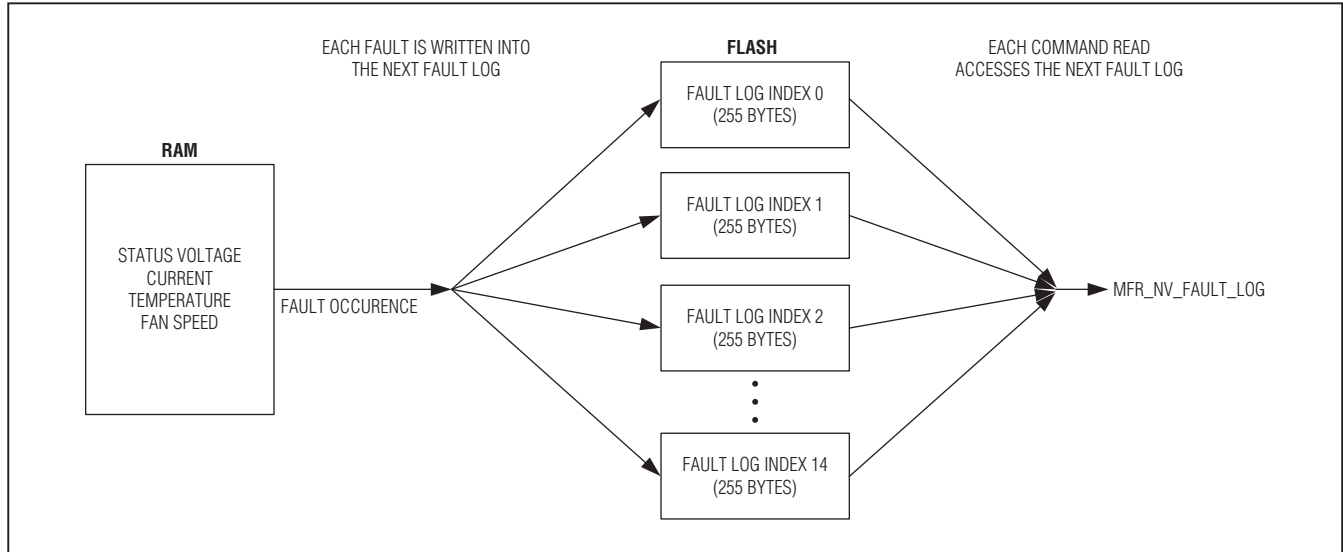 EACH FAULT IS WRITTEN INTO
THE NEXT FAULT LOG
FLASH
EACH COMMAND READ
ACCESSES THE NEXT FAULT LOG
FAULT LOG INDEX 0
(255 BYTES)
RAM
FAULT LOG INDEX 1
(255 BYTES)
STATUS VOLTAGE
CURRENT
TEMPERATURE
FAN SPEED
FAULT OCCURENCE
MFR_NV_FAULT_LOG
FAULT LOG INDEX 2
(255 BYTES)
FAULT LOG INDEX 14
(255 BYTES)